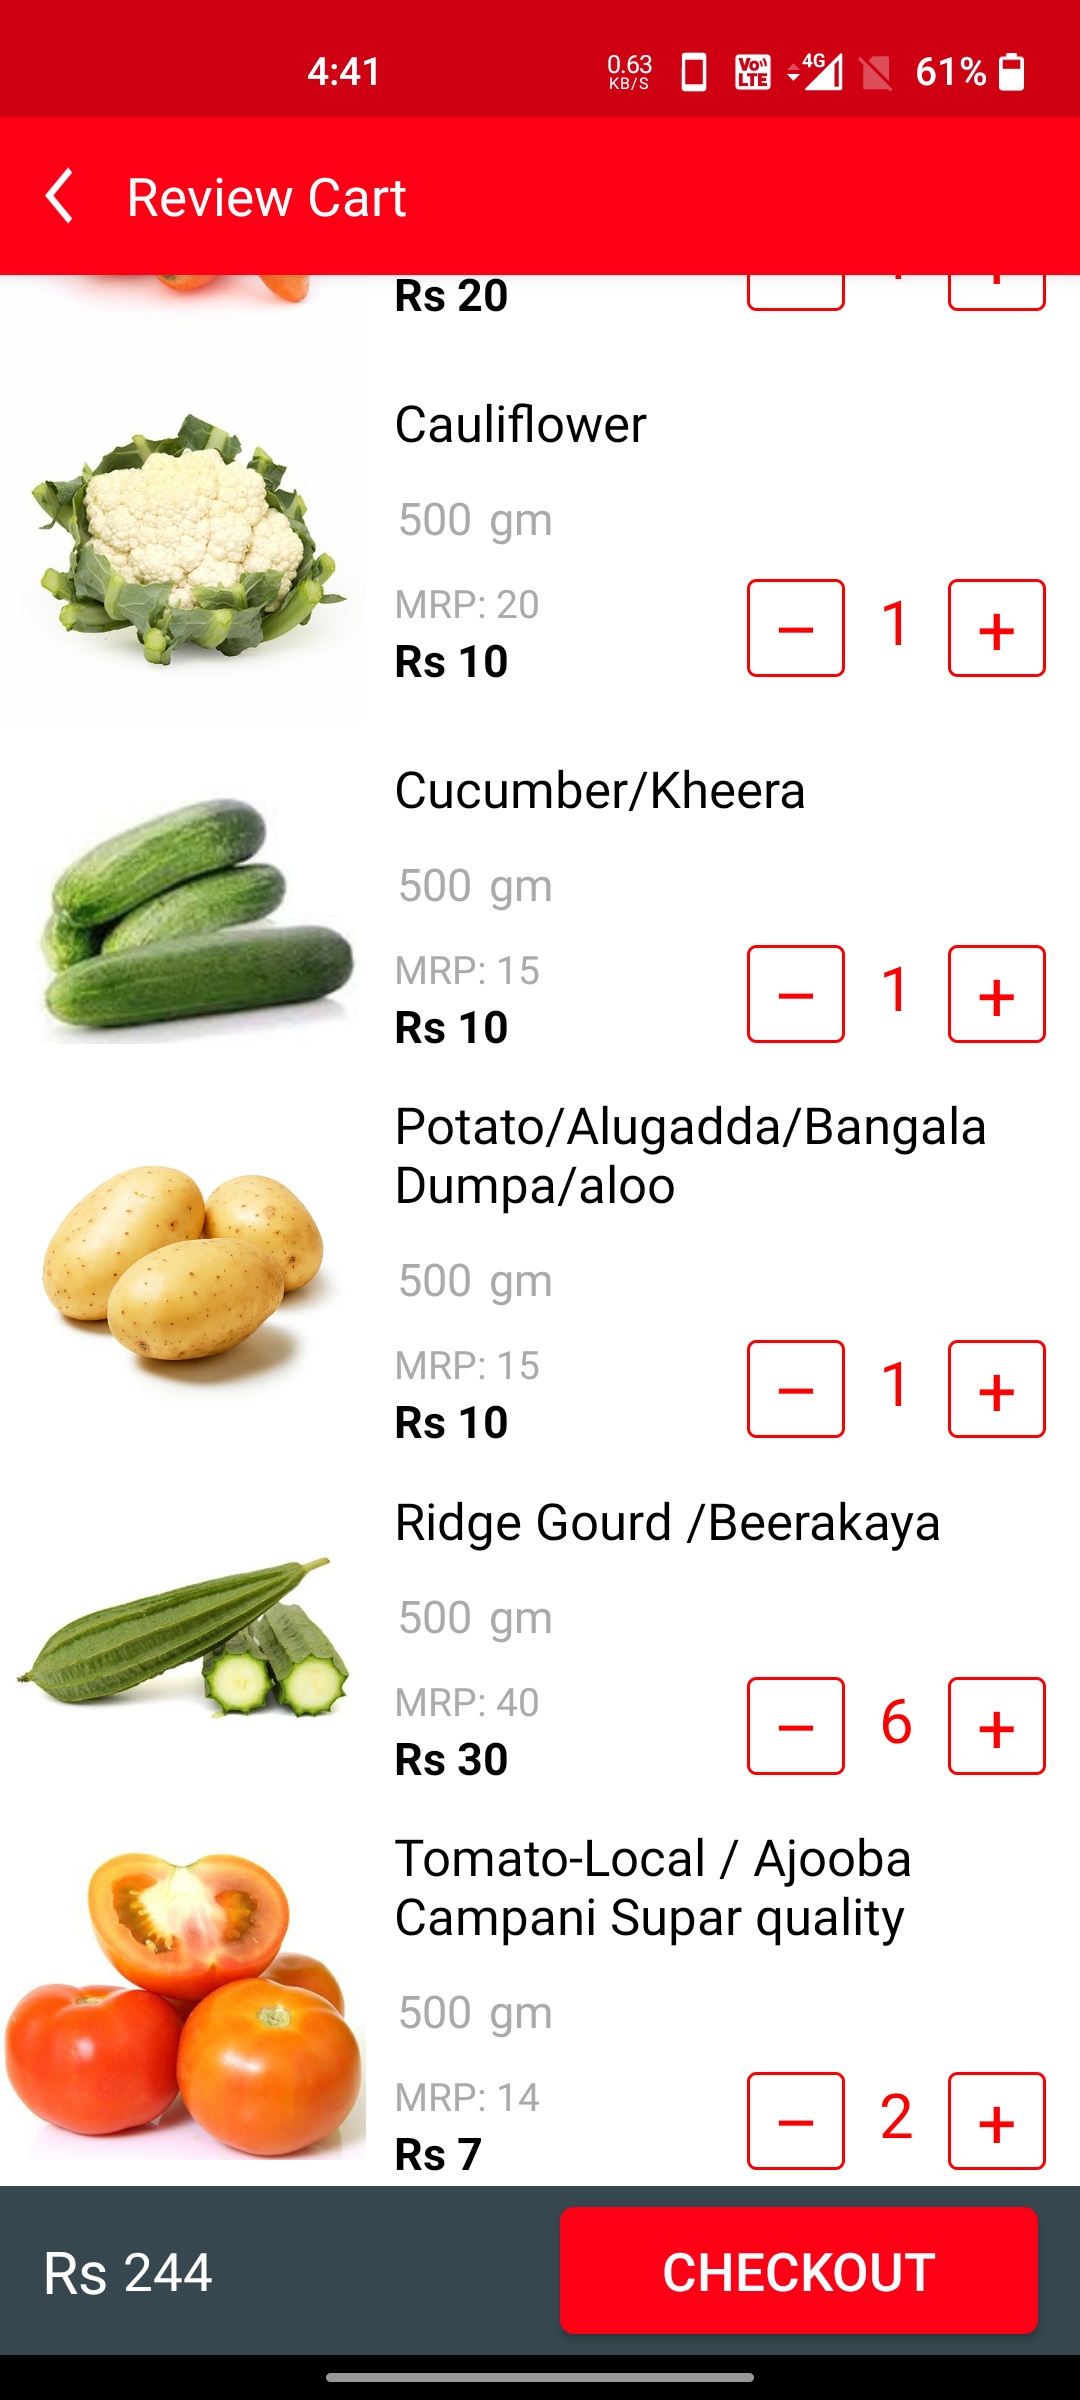 4:41
0.63
KB/S
Vo))
LTE
4G
61%
Review Cart
Rs 20
Cauliflower
500 gm
MRP: 20
Rs 10
− 1 +
Cucumber/Kheera
500 gm
MRP: 15
Rs 10
− 1 +
Potato/Alugadda/Bangala
Dumpa/aloo
500 gm
MRP: 15
Rs 10
− 1 +
Ridge Gourd /Beerakaya
500 gm
MRP: 40
Rs 30
− 6 +
Tomato-Local / Ajooba
Campani Supar quality
500 gm
MRP: 14
Rs 7
− 2 +
Rs 244
CHECKOUT